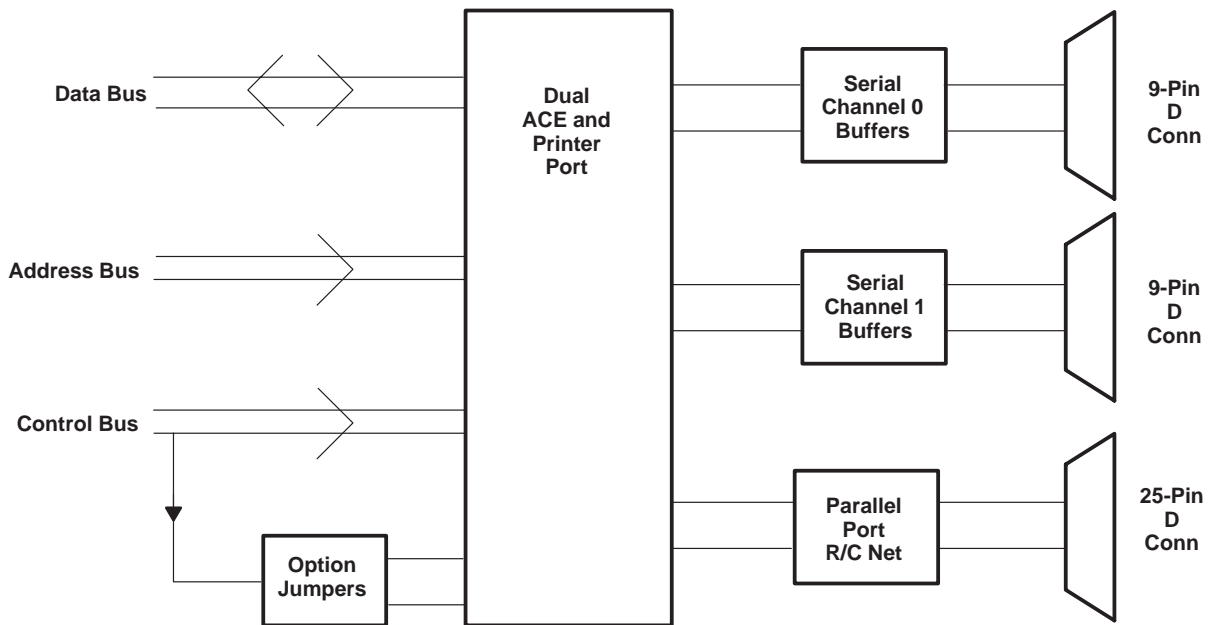 Data Bus
Address Bus
Control Bus
Option
Jumpers
Dual
ACE and
Printer
Port
Serial
Channel 0
Buffers
9-Pin
D
Conn
Serial
Channel 1
Buffers
9-Pin
D
Conn
Parallel
Port
R/C Net
25-Pin
D
Conn